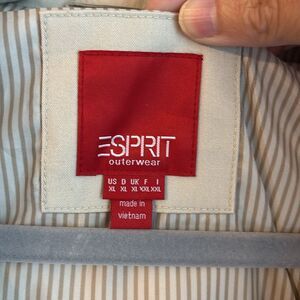 ESPRIT
outerwear
US D UK F I
XL XL XL XXL XXL
made in
vietnam